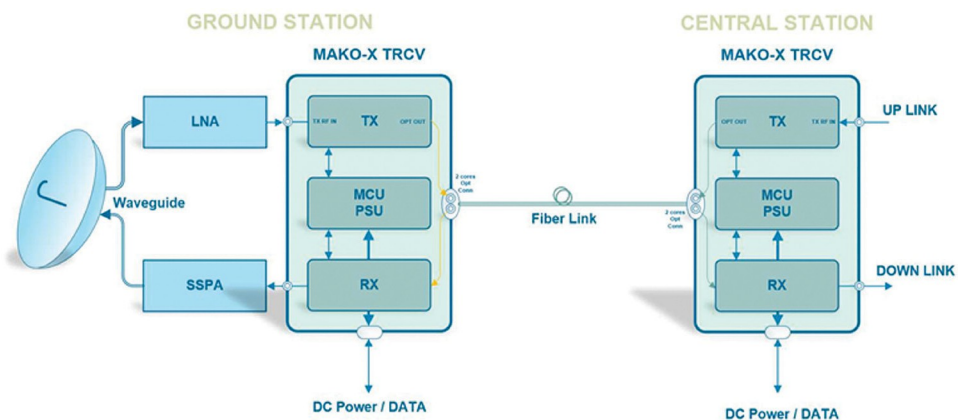 GROUND STATION
CENTRAL STATION
MAKO-X TRCV
MAKO-X TRCV
LNA
TX RF IN
TX
OPT OUT
OPT OUT
TX
TX RF IN
UP LINK
Waveguide
MCU
PSU
2 cores
Opt
Conn
Fiber Link
2 cores
Opt
Conn
MCU
PSU
SSPA
RX
RX
DOWN LINK
DC Power / DATA
DC Power / DATA